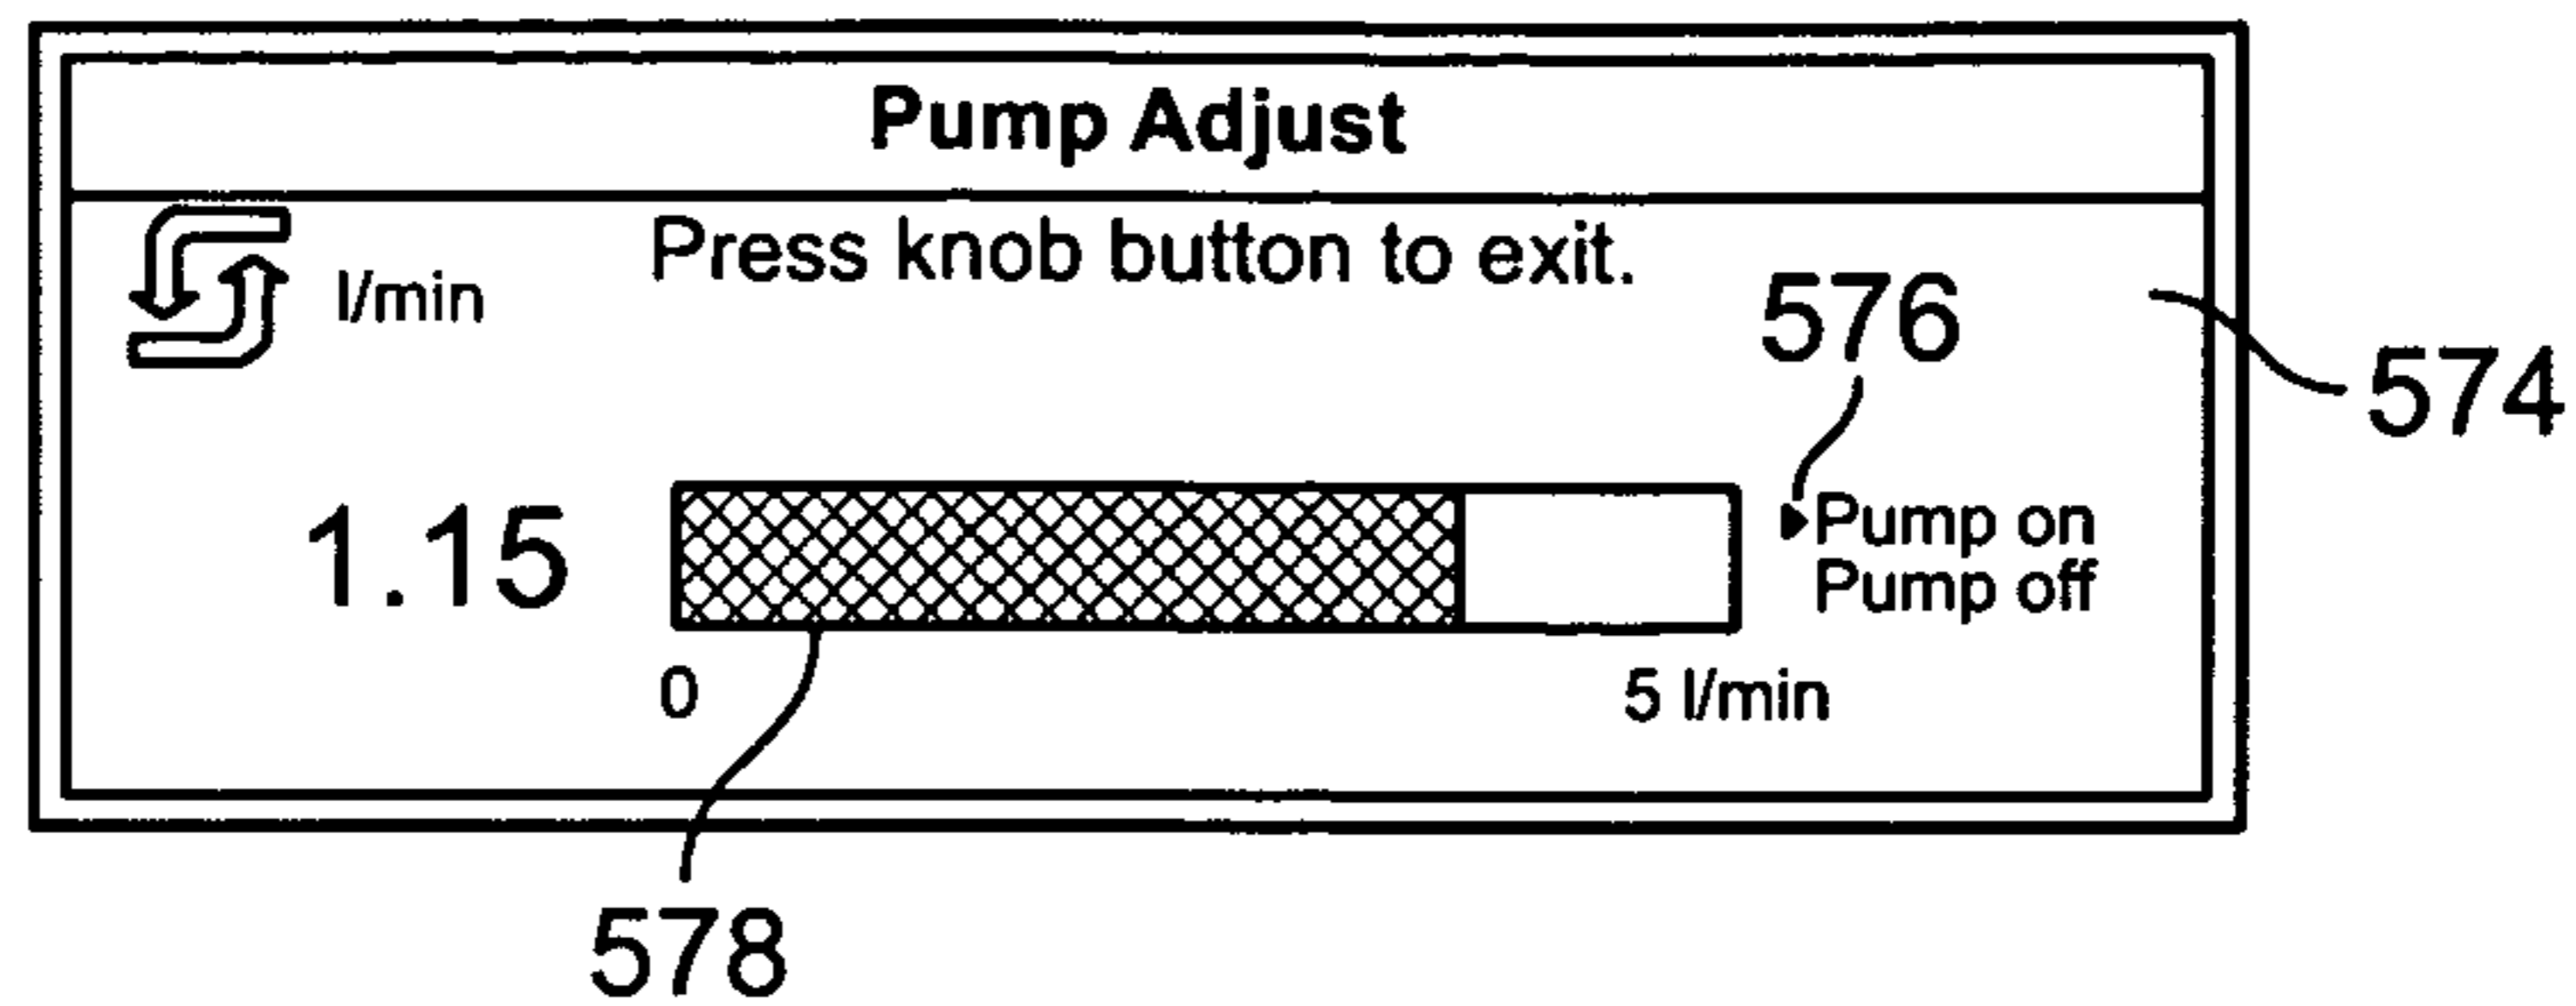 Pump Adjust
Press knob button to exit.
l/min
576
574
1.15
Pump on
Pump off
0
5 l/min
578